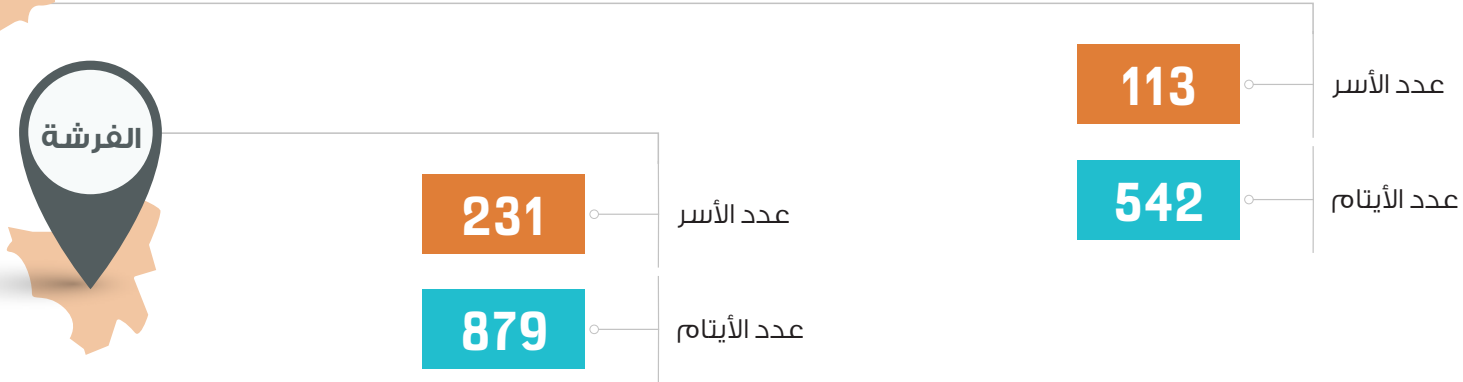 عدد الأسر
113
عدد الأيتام
542
الفرشة
عدد الأسر
231
عدد الأيتام
879